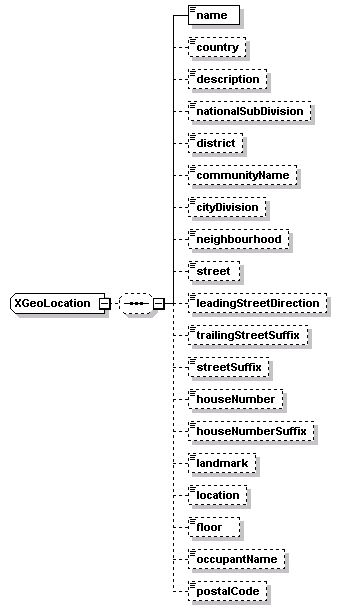 name
country
description
nationalSubDivision
district
communityName
cityDivision
neighbourhood
street
XGeoLocation
leadingStreetDirection
trailingStreetSuffix
streetSuffix
houseNumber
houseNumberSuffix
landmark
location
floor
occupantName
postalCode